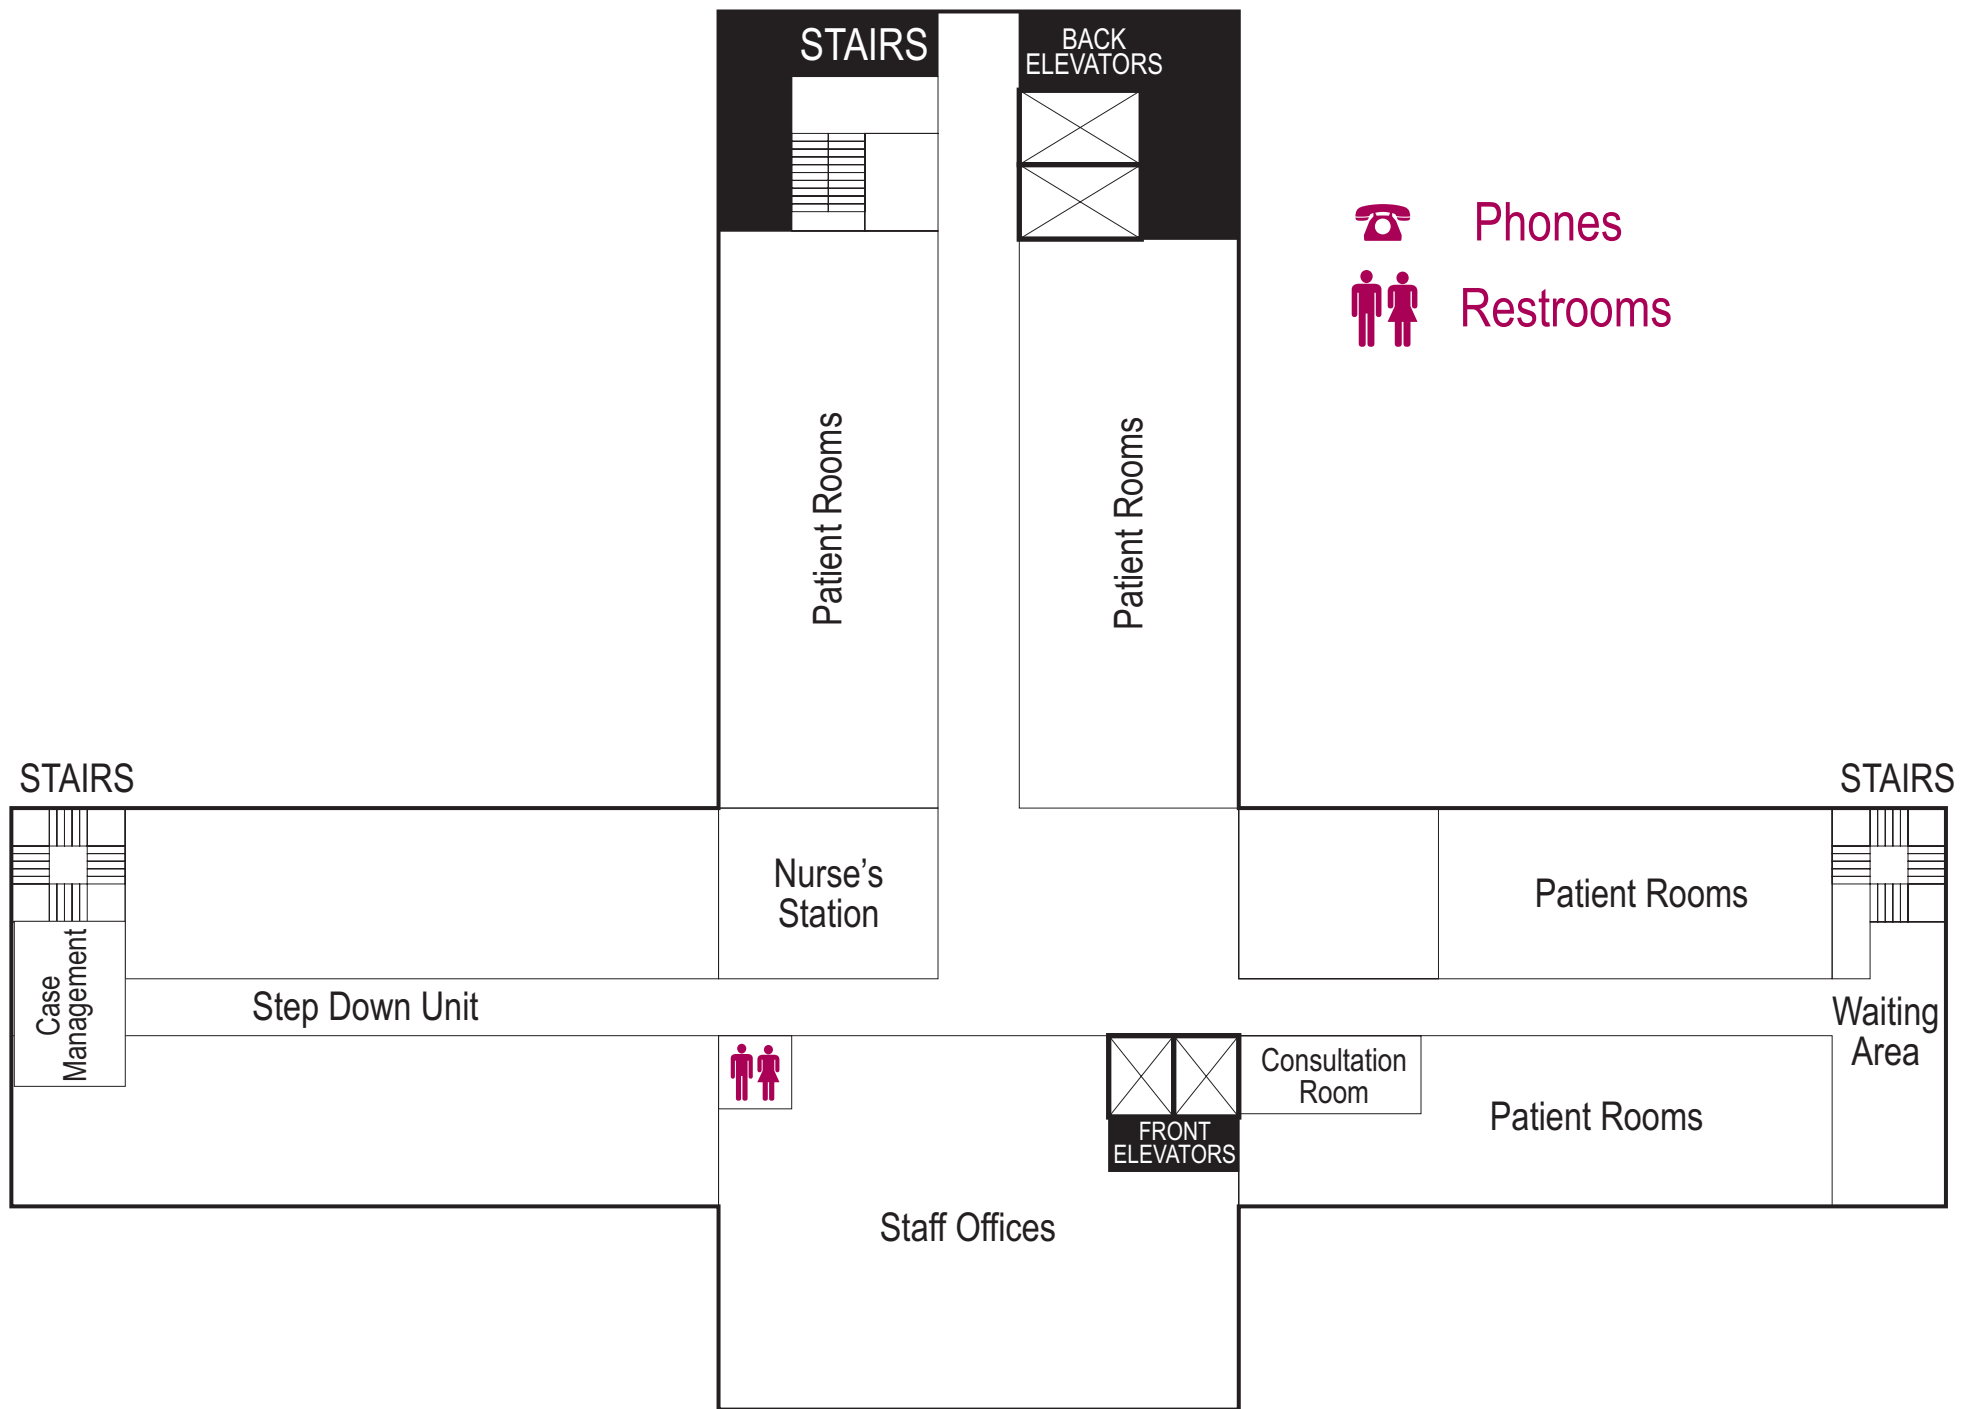 STAIRS
BACK
ELEVATORS
Phones
Restrooms
Patient Rooms
Patient Rooms
STAIRS
STAIRS
Nurse’s
Station
Patient Rooms
Case
Management
Step Down Unit
Waiting
Area
Consultation
Room
Patient Rooms
FRONT
ELEVATORS
Staff Offices